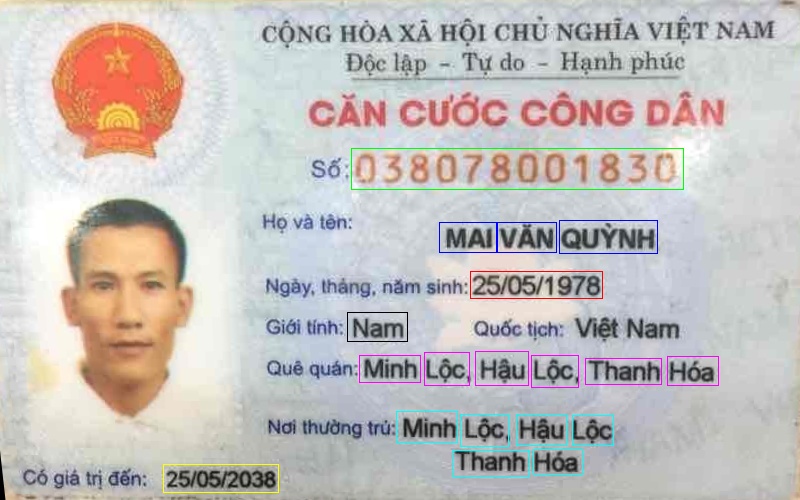 CỘNG HÒA XÃ HỘI CHỦ NGHĨA VIỆT NAM
Độc lập - Tự do - Hạnh phúc
CĂN CƯỚC CÔNG DÂN
Số: 038078001830
Họ và tên:
MAI VĂN QUỲNH
Ngày, tháng, năm sinh: 25/05/1978
Giới tính: Nam Quốc tịch: Việt Nam
Quê quán: Minh Lộc, Hậu Lộc, Thanh Hóa
Nơi thường trú: Minh Lộc, Hậu Lộc
Thanh Hóa
Có giá trị đến: 25/05/2038